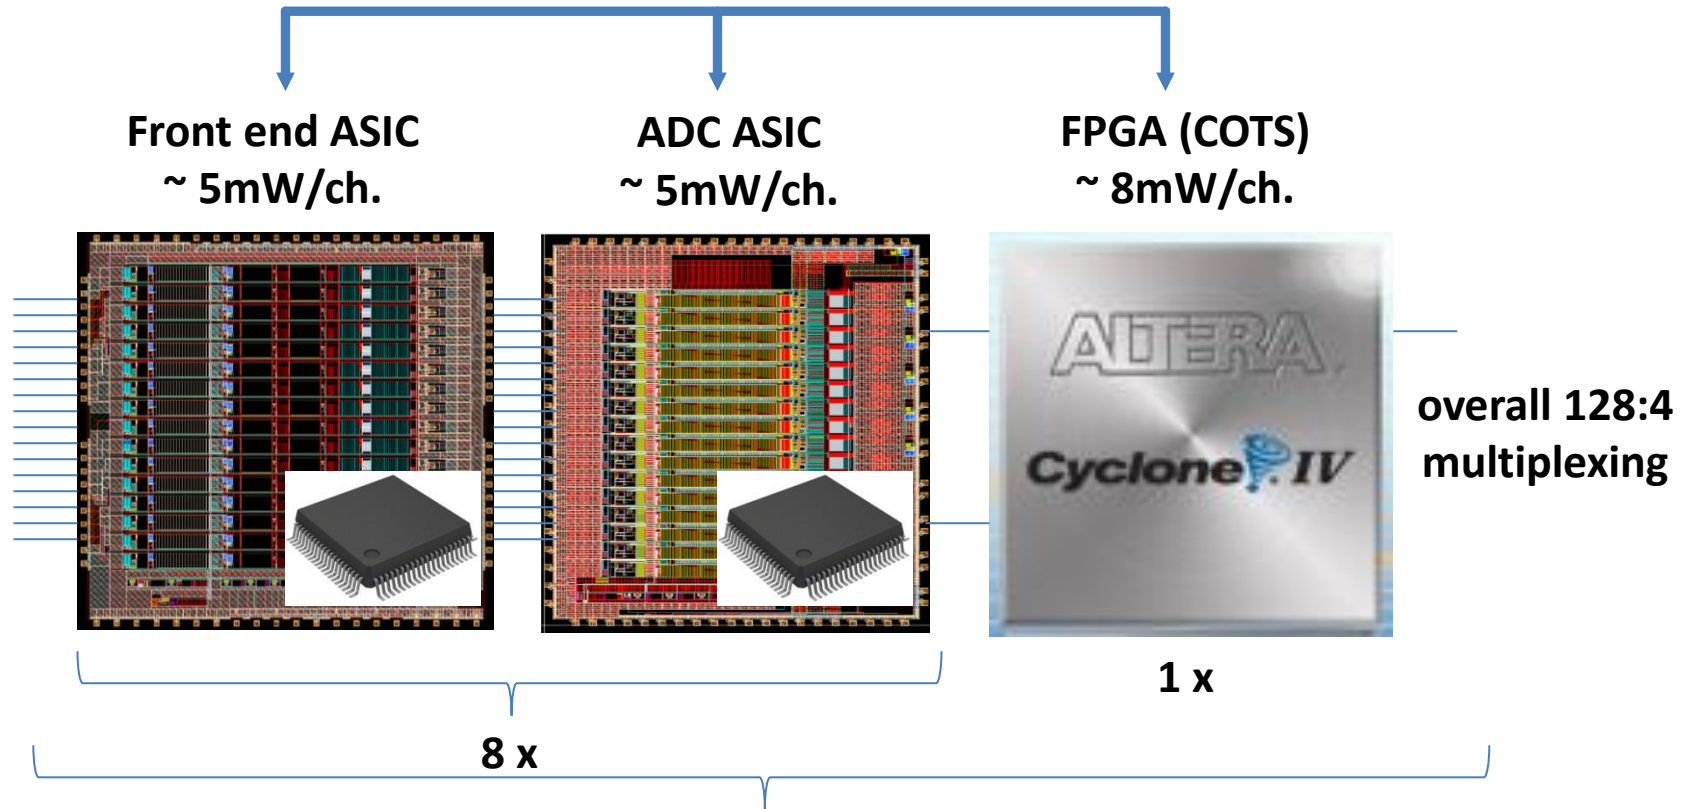 Front end ASIC
~ 5mW/ch.
ADC ASIC
~ 5mW/ch.
FPGA (COTS)
~ 8mW/ch.
ALTERA
Cyclone IV
overall 128:4
multiplexing
1 x
8 x